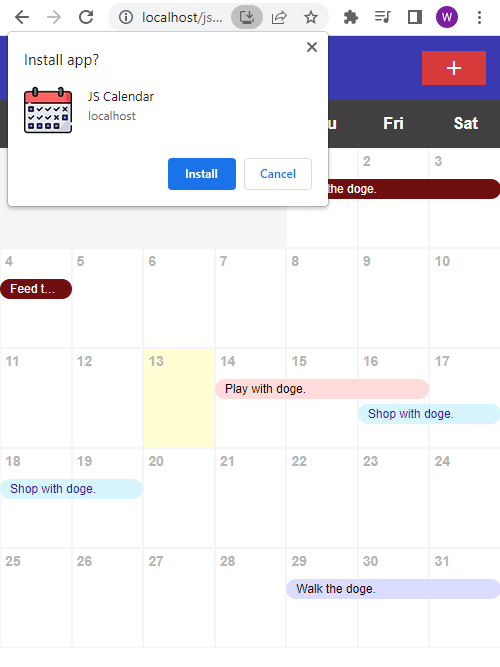 localhost/js...
W
Install app?
JS Calendar
localhost
Install
Cancel
+
u
Fri
Sat
2
3
the doge.
4
5
6
7
8
9
10
Feed t...
11
12
13
14
15
16
17
Play with doge.
Shop with doge.
18
19
20
21
22
23
24
Shop with doge.
25
26
27
28
29
30
31
Walk the doge.